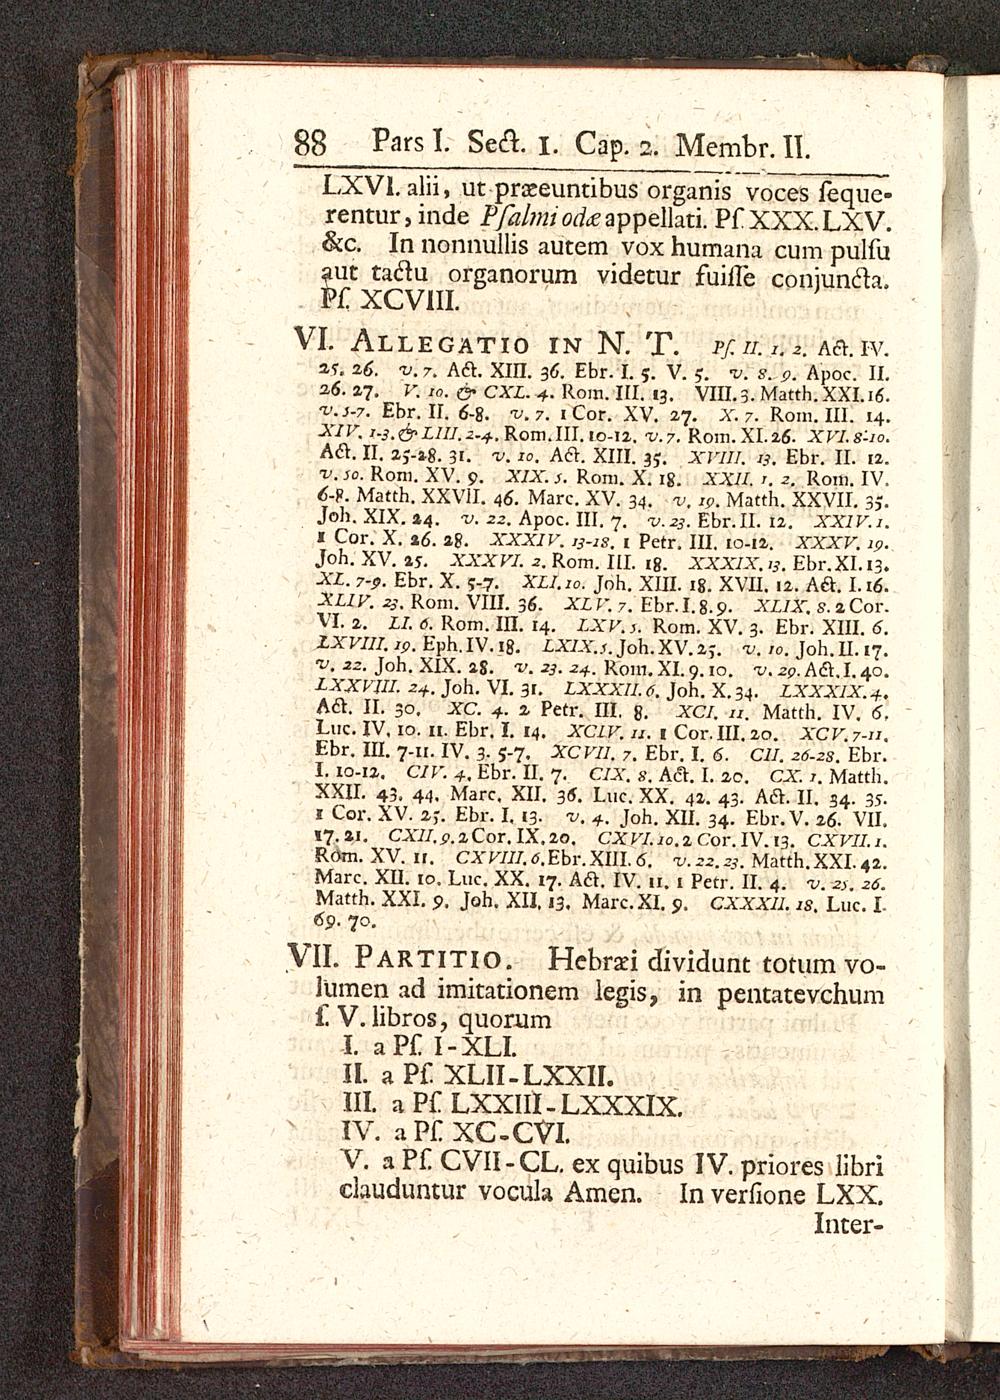 88 Pars I. Sect. 1. Cap. 2. Membr. II.
LXVI. alii, ut præeuntibus organis voces ſeque-
rentur, inde Pſalmi odæ appellati. Pſ. XXX. LXV.
&c. In nonnullis autem vox humana cum pulſu
aut tactu organorum videtur fuiſſe conjuncta.
Pſ. XCVIII.
VI. ALLEGATIO IN N. T. Pſ. II. 1. 2. Act. IV.
25. 26. v. 7. Act. XIII. 36. Ebr. I. 5. V. 5. v. 8. 9. Apoc. II.
26. 27. V. 10. & CXL. 4. Rom. III. 13. VIII. 3. Matth. XXI. 16.
v. 5-7. Ebr. II. 6-8. v. 7. 1 Cor. XV. 27. X. 7. Rom. III. 14.
XIV. 1-3. & LIII. 2-4. Rom. III. 10-12. v. 7. Rom. XI. 26. XVI. 8-10.
Act. II. 25-28. 31. v. 10. Act. XIII. 35. XVIII. 13. Ebr. II. 12.
v. 50. Rom. XV. 9. XIX. 5. Rom. X. 18. XXII. 1. 2. Rom. IV.
6-8. Matth. XXVII. 46. Marc. XV. 34. v. 19. Matth. XXVII. 35.
Joh. XIX. 24. v. 22. Apoc. III. 7. v. 23. Ebr. II. 12. XXIV. 1.
1 Cor. X. 26. 28. XXXIV. 13-18. 1 Petr. III. 10-12. XXXV. 19.
Joh. XV. 25. XXXVI. 2. Rom. III. 18. XXXIX. 13. Ebr. XI. 13.
XL. 7-9. Ebr. X. 5-7. XLI. 10. Joh. XIII. 18. XVII. 12. Act. I. 16.
XLIV. 23. Rom. VIII. 36. XLV. 7. Ebr. I. 8. 9. XLIX. 8. 2 Cor.
VI. 2. LI. 6. Rom. III. 14. LXV. 5. Rom. XV. 3. Ebr. XIII. 6.
LXVIII. 19. Eph. IV. 18. LXIX. 5. Joh. XV. 25. v. 10. Joh. II. 17.
v. 22. Joh. XIX. 28. v. 23. 24. Rom. XI. 9. 10. v. 29. Act. I. 40.
LXXVIII. 24. Joh. VI. 31. LXXXII. 6. Joh. X. 34. LXXXIX. 4.
Act. II. 30. XC. 4. 2 Petr. III. 8. XCI. 11. Matth. IV. 6.
Luc. IV. 10. 11. Ebr. I. 14. XCIV. 11. 1 Cor. III. 20. XCV. 7-11.
Ebr. III. 7-11. IV. 3. 5-7. XCVII. 7. Ebr. I. 6. CII. 26-28. Ebr.
I. 10-12. CIV. 4. Ebr. II. 7. CIX. 8. Act. I. 20. CX. 1. Matth.
XXII. 43. 44. Marc. XII. 36. Luc. XX. 42. 43. Act. II. 34. 35.
1 Cor. XV. 25. Ebr. I. 13. v. 4. Joh. XII. 34. Ebr. V. 26. VII.
17. 21. CXII. 9. 2 Cor. IX. 20. CXVI. 10. 2 Cor. IV. 13. CXVII. 1.
Rom. XV. 11. CXVIII. 6. Ebr. XIII. 6. v. 22. 23. Matth. XXI. 42.
Marc. XII. 10. Luc. XX. 17. Act. IV. 11. 1 Petr. II. 4. v. 25. 26.
Matth. XXI. 9. Joh. XII. 13. Marc. XI. 9. CXXXII. 18. Luc. I.
69. 70.
VII. PARTITIO. Hebræi dividunt totum vo-
lumen ad imitationem legis, in pentatevchum
ſ. V. libros, quorum
I. a Pſ. I-XLI.
II. a Pſ. XLII-LXXII.
III. a Pſ. LXXIII-LXXXIX.
IV. a Pſ. XC-CVI.
V. a Pſ. CVII-CL. ex quibus IV. priores libri
clauduntur vocula Amen. In verſione LXX.
Inter-